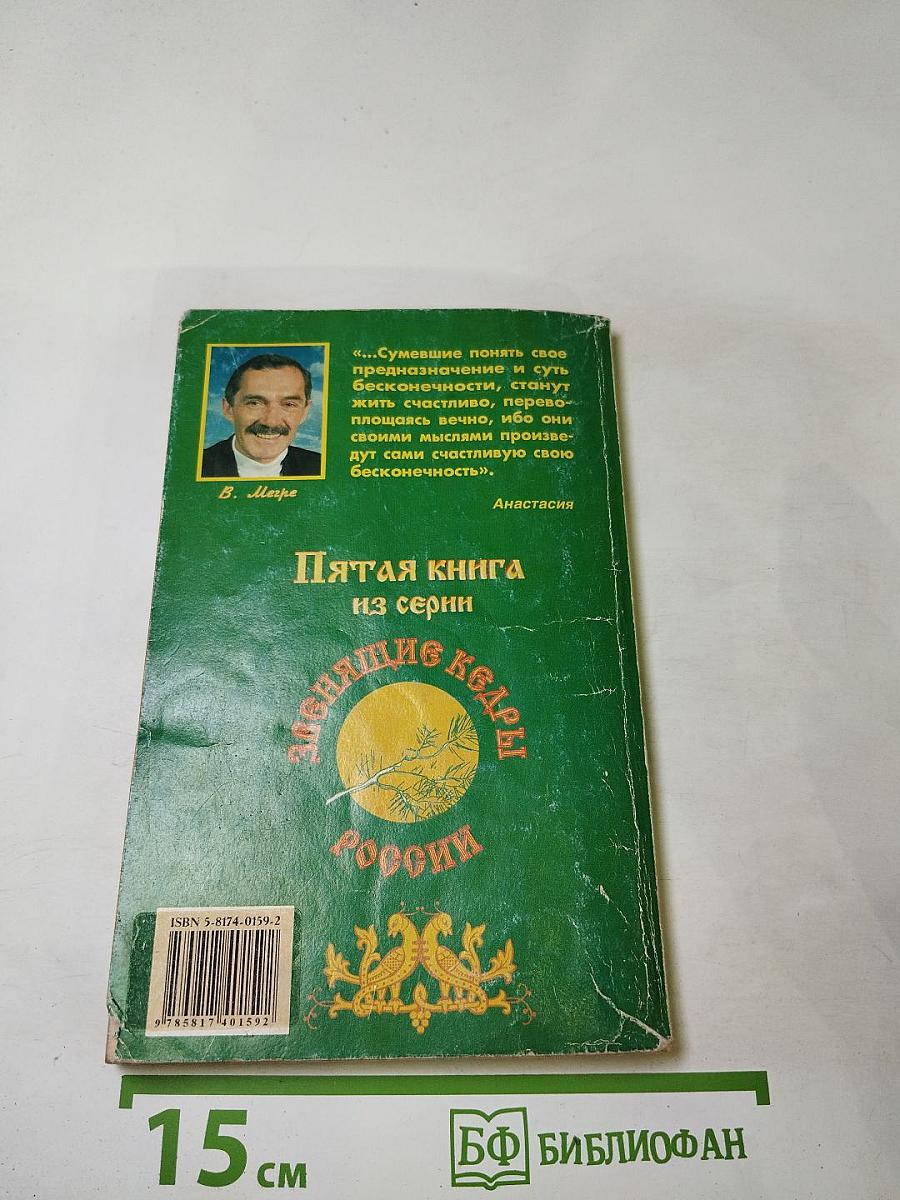 «...Сумевшие понять свое
предназначение и суть
бесконечности, станут
жить счастливо, перево-
площаясь вечно, ибо они
своими мыслями произве-
дут сами счастливую свою
бесконечность».
Анастасия
В. Мегре
Пятая книга
из серии
Звенящие кедры
России
ISBN 5-8174-0159-2
9 785817 401592
15 см
БФ БИБЛИОФАН